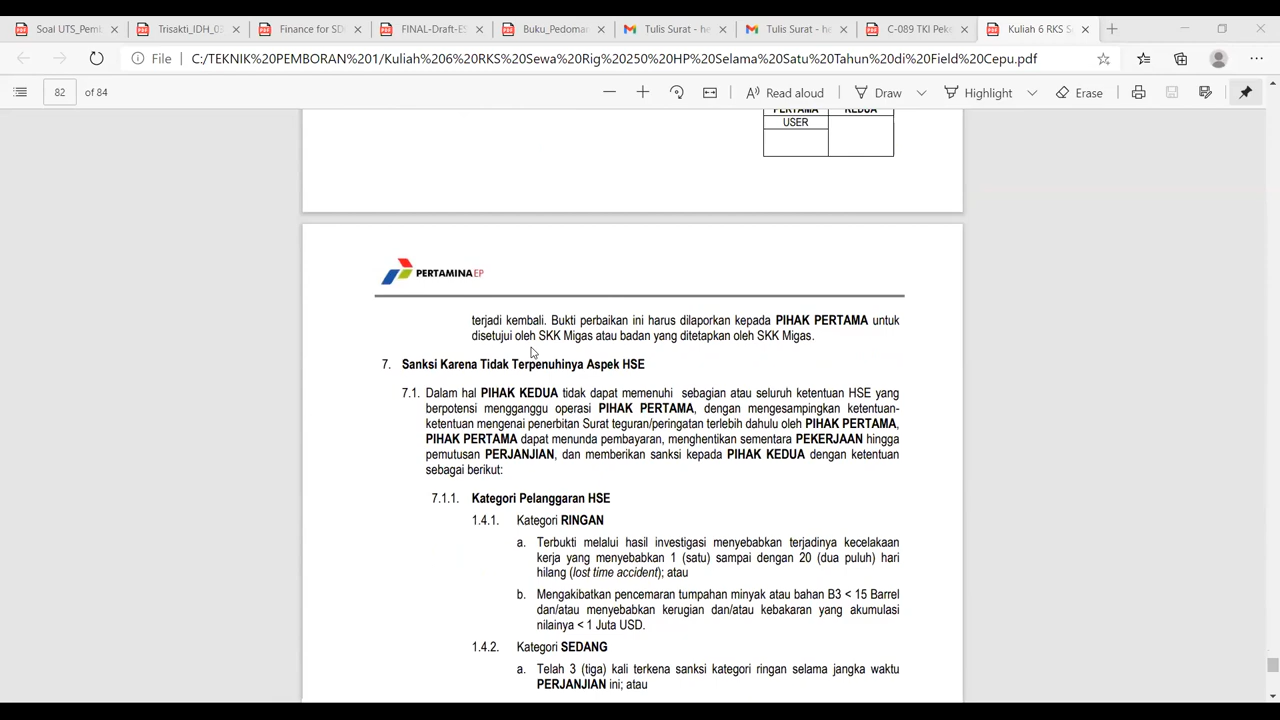 Soal UTS_Pemb
Trisakti_IDH_03
Finance for SD
FINAL-Draft-ES
Buku_Pedoman
Tulis Surat - he
Tulis Surat - he
C-089 TKI Peke
Kuliah 6 RKS S
File
C:/TEKNIK%20PEMBORAN%201/Kuliah%206%20RKS%20Sewa%20Rig%20250%20HP%20Selama%20Satu%20Tahun%20di%20Field%20Cepu.pdf
82 of 84
Read aloud
Draw
Highlight
Erase
PERTAMA KEDUA
USER
PERTAMINA EP
terjadi kembali. Bukti perbaikan ini harus dilaporkan kepada PIHAK PERTAMA untuk
disetujui oleh SKK Migas atau badan yang ditetapkan oleh SKK Migas.
7. Sanksi Karena Tidak Terpenuhinya Aspek HSE
7.1. Dalam hal PIHAK KEDUA tidak dapat memenuhi sebagian atau seluruh ketentuan HSE yang
berpotensi mengganggu operasi PIHAK PERTAMA, dengan mengesampingkan ketentuan-
ketentuan mengenai penerbitan Surat teguran/peringatan terlebih dahulu oleh PIHAK PERTAMA,
PIHAK PERTAMA dapat menunda pembayaran, menghentikan sementara PEKERJAAN hingga
pemutusan PERJANJIAN, dan memberikan sanksi kepada PIHAK KEDUA dengan ketentuan
sebagai berikut:
7.1.1. Kategori Pelanggaran HSE
1.4.1. Kategori RINGAN
a. Terbukti melalui hasil investigasi menyebabkan terjadinya kecelakaan
kerja yang menyebabkan 1 (satu) sampai dengan 20 (dua puluh) hari
hilang (lost time accident); atau
b. Mengakibatkan pencemaran tumpahan minyak atau bahan B3 < 15 Barrel
dan/atau menyebabkan kerugian dan/atau kebakaran yang akumulasi
nilainya < 1 Juta USD.
1.4.2. Kategori SEDANG
a. Telah 3 (tiga) kali terkena sanksi kategori ringan selama jangka waktu
PERJANJIAN ini; atau